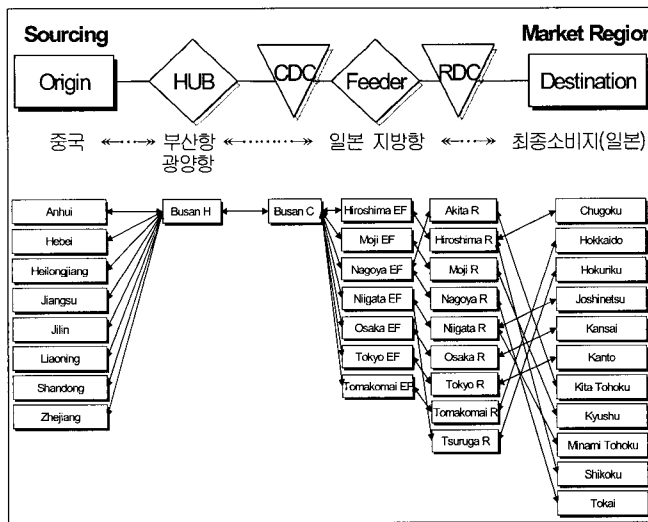 Sourcing
Market Region
Origin
HUB
CDC
Feeder
RDC
Destination
중국
부산항
광양항
일본 지방항
최종소비지(일본)
Anhui
Hebei
Heilongjiang
Jiangsu
Jilin
Liaoning
Shandong
Zhejiang
Busan H
Busan C
Hiroshima EF
Moji EF
Nagoya EF
Niigata EF
Osaka EF
Tokyo EF
Tomakomai EF
Akita R
Hiroshima R
Moji R
Nagoya R
Niigata R
Osaka R
Tokyo R
Tomakomai R
Tsuruga R
Chugoku
Hokkaido
Hokuriku
Joshinetsu
Kansai
Kanto
Kita Tohoku
Kyushu
Minami Tohoku
Shikoku
Tokai